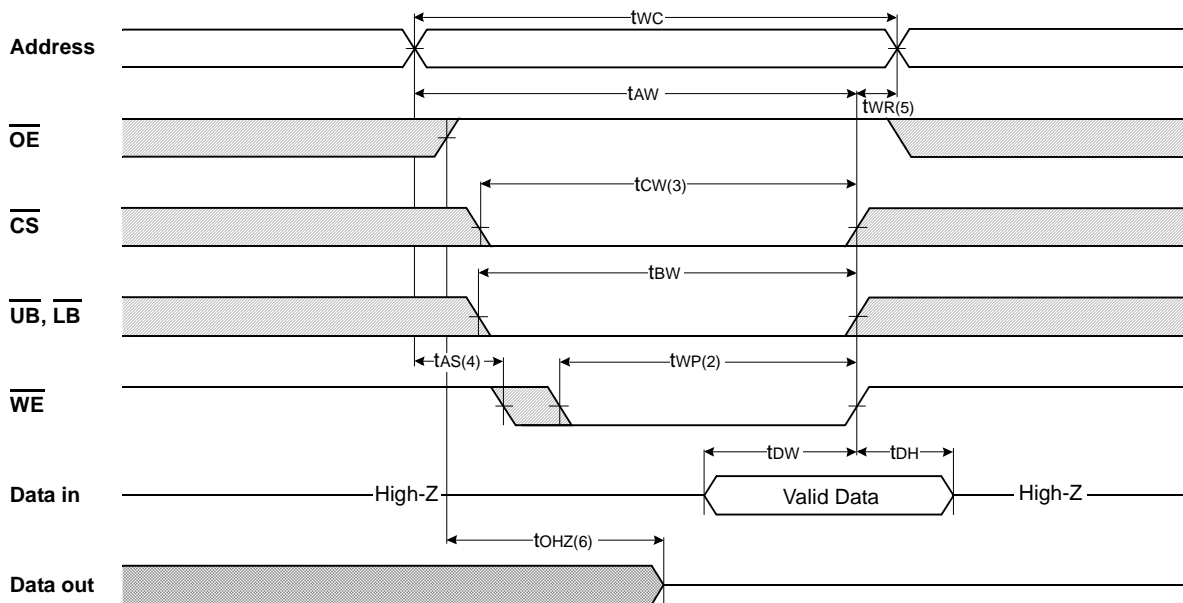 tWC
Address
tAW
tWR(5)
OE
tCW(3)
CS
tBW
UB, LB
tAS(4)
tWP(2)
WE
tDW
tDH
Data in
High-Z
Valid Data
High-Z
tOHZ(6)
Data out